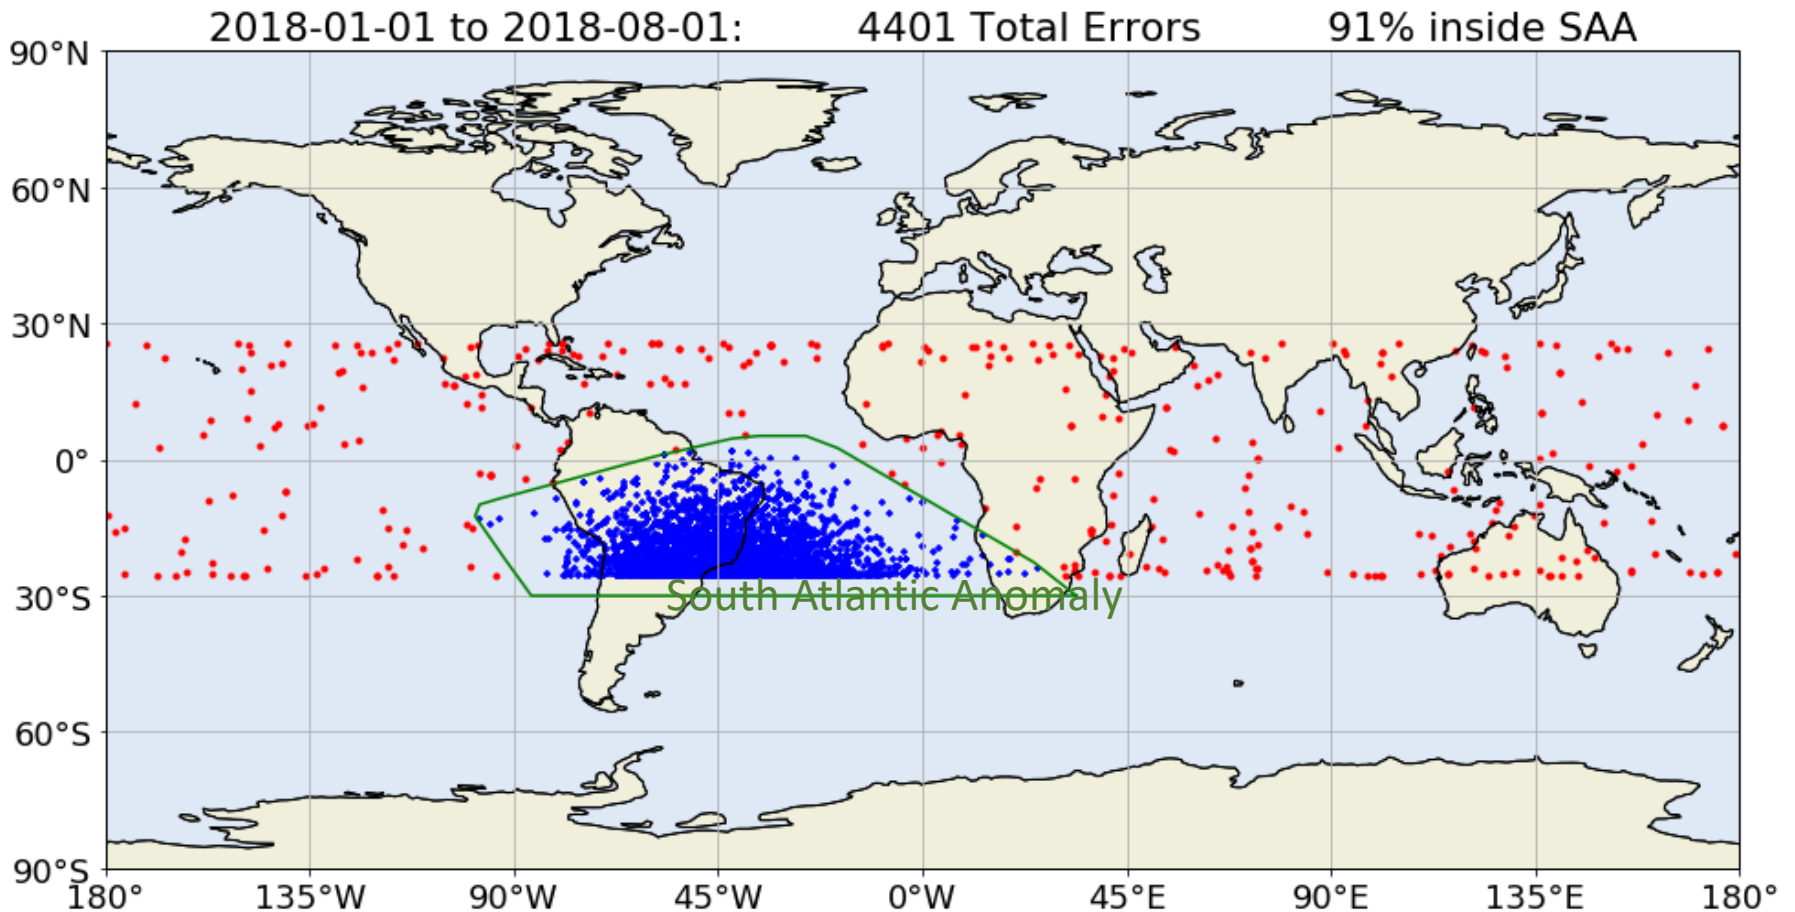 2018-01-01 to 2018-08-01: 4401 Total Errors 91% inside SAA
90°N
60°N
30°N
0°
South Atlantic Anomaly
30°S
60°S
90°S
180° 135°W 90°W 45°W 0°W 45°E 90°E 135°E 180°